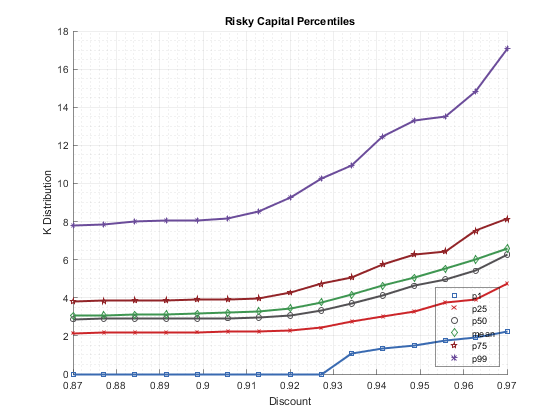 Risky Capital Percentiles
18
16
14
12
10
8
6
4
2
0
K Distribution
0.87 0.88 0.89 0.9 0.91 0.92 0.93 0.94 0.95 0.96 0.97
Discount
p1
p25
p50
mean
p75
p99